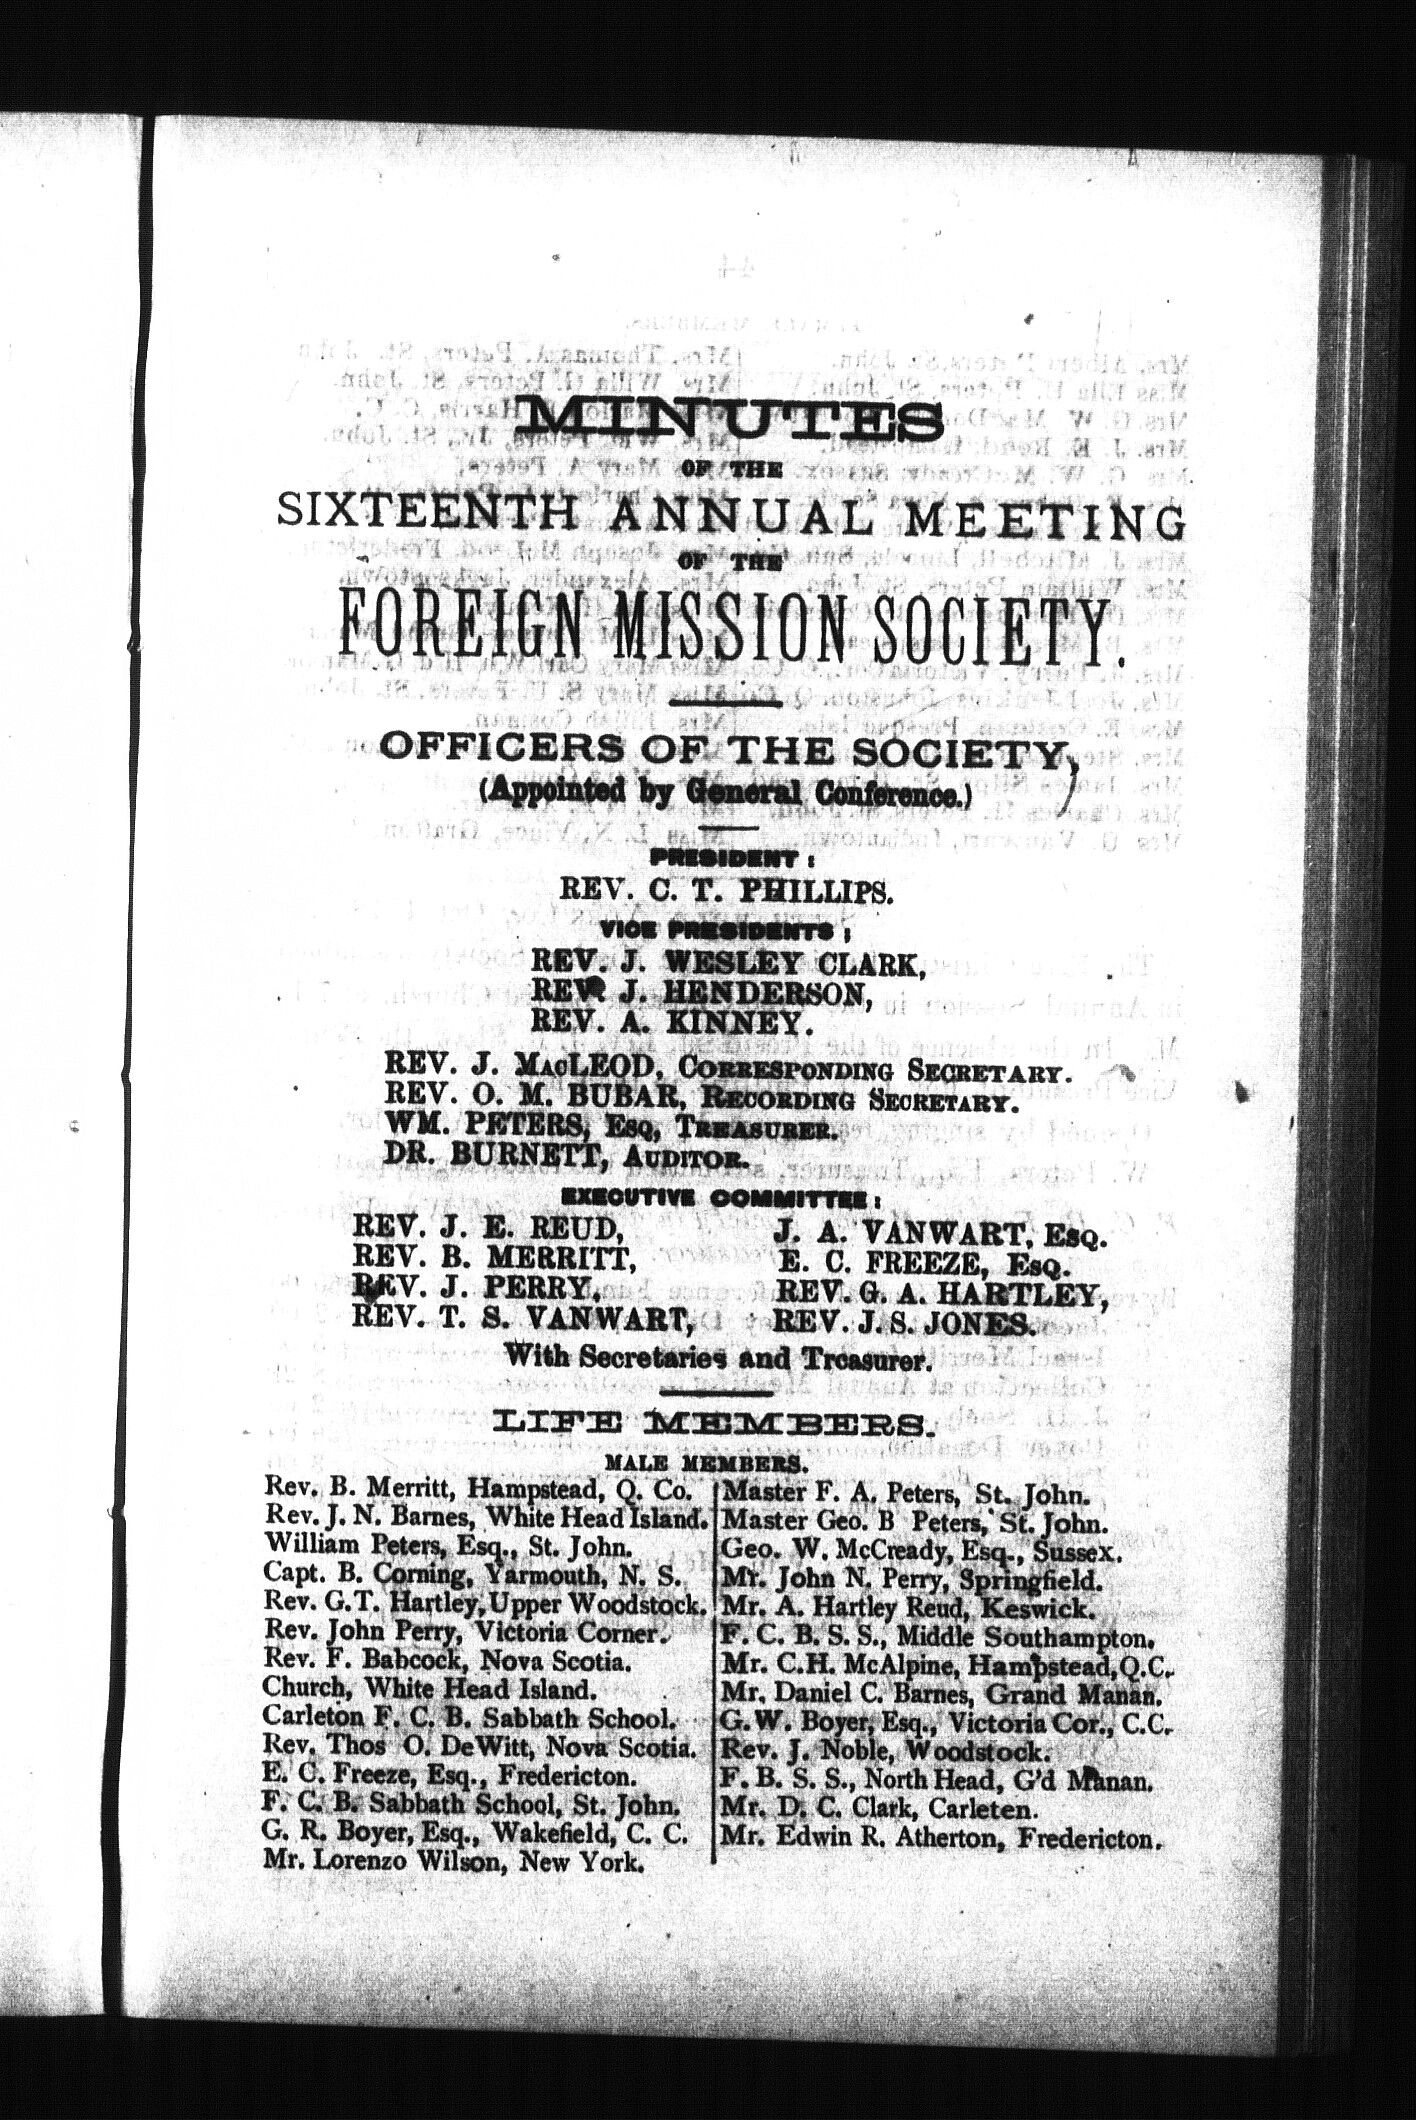 MINUTES
OF THE
SIXTEENTH ANNUAL MEETING
OF THE
FOREIGN MISSION SOCIETY.
OFFICERS OF THE SOCIETY,
(Appointed by General Conference.)
PRESIDENT:
REV. C. T. PHILLIPS.
VICE PRESIDENTS;
REV. J. WESLEY CLARK,
REV. J. HENDERSON,
REV. A. KINNEY.
REV. J. MACLEOD, CORRESPONDING SECRETARY.
REV. O. M. BUBAR, RECORDING SECRETARY.
WM. PETERS, ESQ, TREASURER.
DR. BURNETT, AUDITOR.
EXECUTIVE COMMITTEE:
REV. J. E. REUD,
REV. B. MERRITT,
REV. J. PERRY,
REV. T. S. VANWART,
J. A. VANWART, ESQ.
E. C. FREEZE, ESQ.
REV. G. A. HARTLEY,
REV. J. S. JONES.
With Secretaries and Treasurer.
LIFE MEMBERS.
MALE MEMBERS.
Rev. B. Merritt, Hampstead, Q. Co.
Rev. J. N. Barnes, White Head Island.
William Peters, Esq., St. John.
Capt. B. Corning, Yarmouth, N. S.
Rev. G. T. Hartley, Upper Woodstock.
Rev. John Perry, Victoria Corner.
Rev. F. Babcock, Nova Scotia.
Church, White Head Island.
Carleton F. C. B. Sabbath School.
Rev. Thos O. DeWitt, Nova Scotia.
E. C. Freeze, Esq., Fredericton.
F. C. B. Sabbath School, St. John.
G. R. Boyer, Esq., Wakefield, C. C.
Mr. Lorenzo Wilson, New York.
Master F. A. Peters, St. John.
Master Geo. B Peters, St. John.
Geo. W. McCready, Esq., Sussex.
Mr. John N. Perry, Springfield.
Mr. A. Hartley Reud, Keswick.
F. C. B. S. S., Middle Southampton.
Mr. C. H. McAlpine, Hampstead, Q.C.
Mr. Daniel C. Barnes, Grand Manan.
G. W. Boyer, Esq., Victoria Cor., C.C.
Rev. J. Noble, Woodstock.
F. B. S. S., North Head, G'd Manan.
Mr. D. C. Clark, Carleten.
Mr. Edwin R. Atherton, Fredericton.